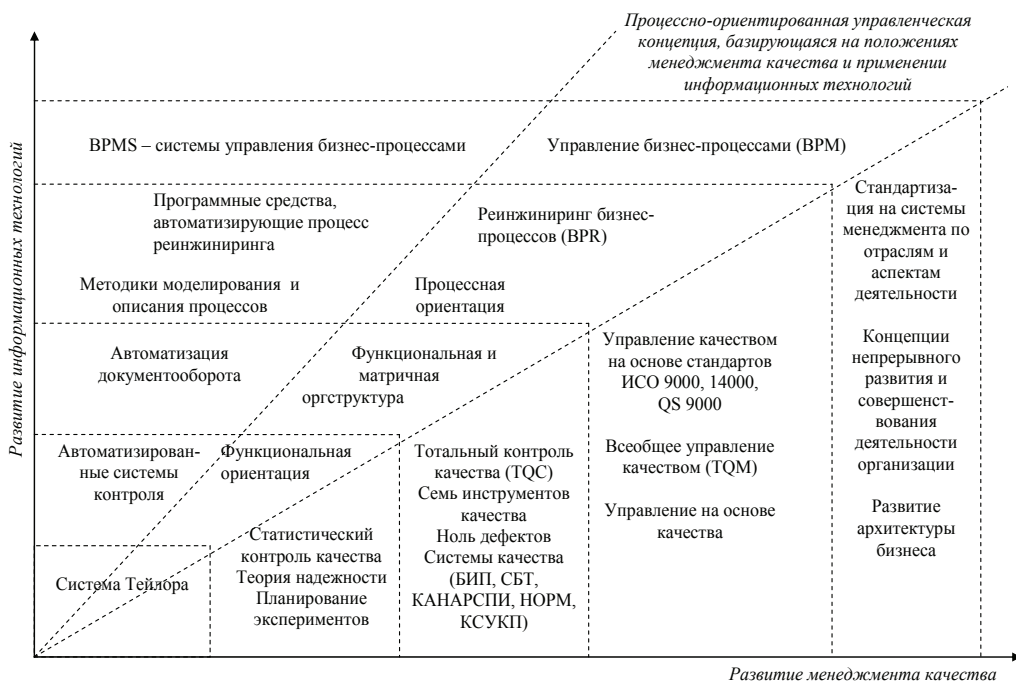 Процессно-ориентированная управленческая
концепция, базирующаяся на положениях
менеджмента качества и применении
информационных технологий
Развитие информационных технологий
BPMS – системы управления бизнес-процессами
Управление бизнес-процессами (BPM)
Программные средства,
автоматизирующие процесс
реинжиниринга
Реинжиниринг бизнес-
процессов (BPR)
Стандартиза-
ция на системы
менеджмента по
отраслям и
аспектам
деятельности
Методики моделирования и
описания процессов
Процессная
ориентация
Автоматизация
документооборота
Функциональная и
матричная
оргструктура
Управление качеством
на основе стандартов
ИСО 9000, 14000,
QS 9000
Концепции
непрерывного
развития и
совершенст-
вования
деятельности
организации
Автоматизирован-
ные системы
контроля
Функциональная
ориентация
Тотальный контроль
качества (TQC)
Семь инструментов
качества
Ноль дефектов
Системы качества
(БИП, СБТ,
КАНАРСПИ, НОРМ,
КСУКП)
Всеобщее управление
качеством (TQM)
Управление на основе
качества
Развитие
архитектуры
бизнеса
Система Тейлора
Статистический
контроль качества
Теория надежности
Планирование
экспериментов
Развитие менеджмента качества